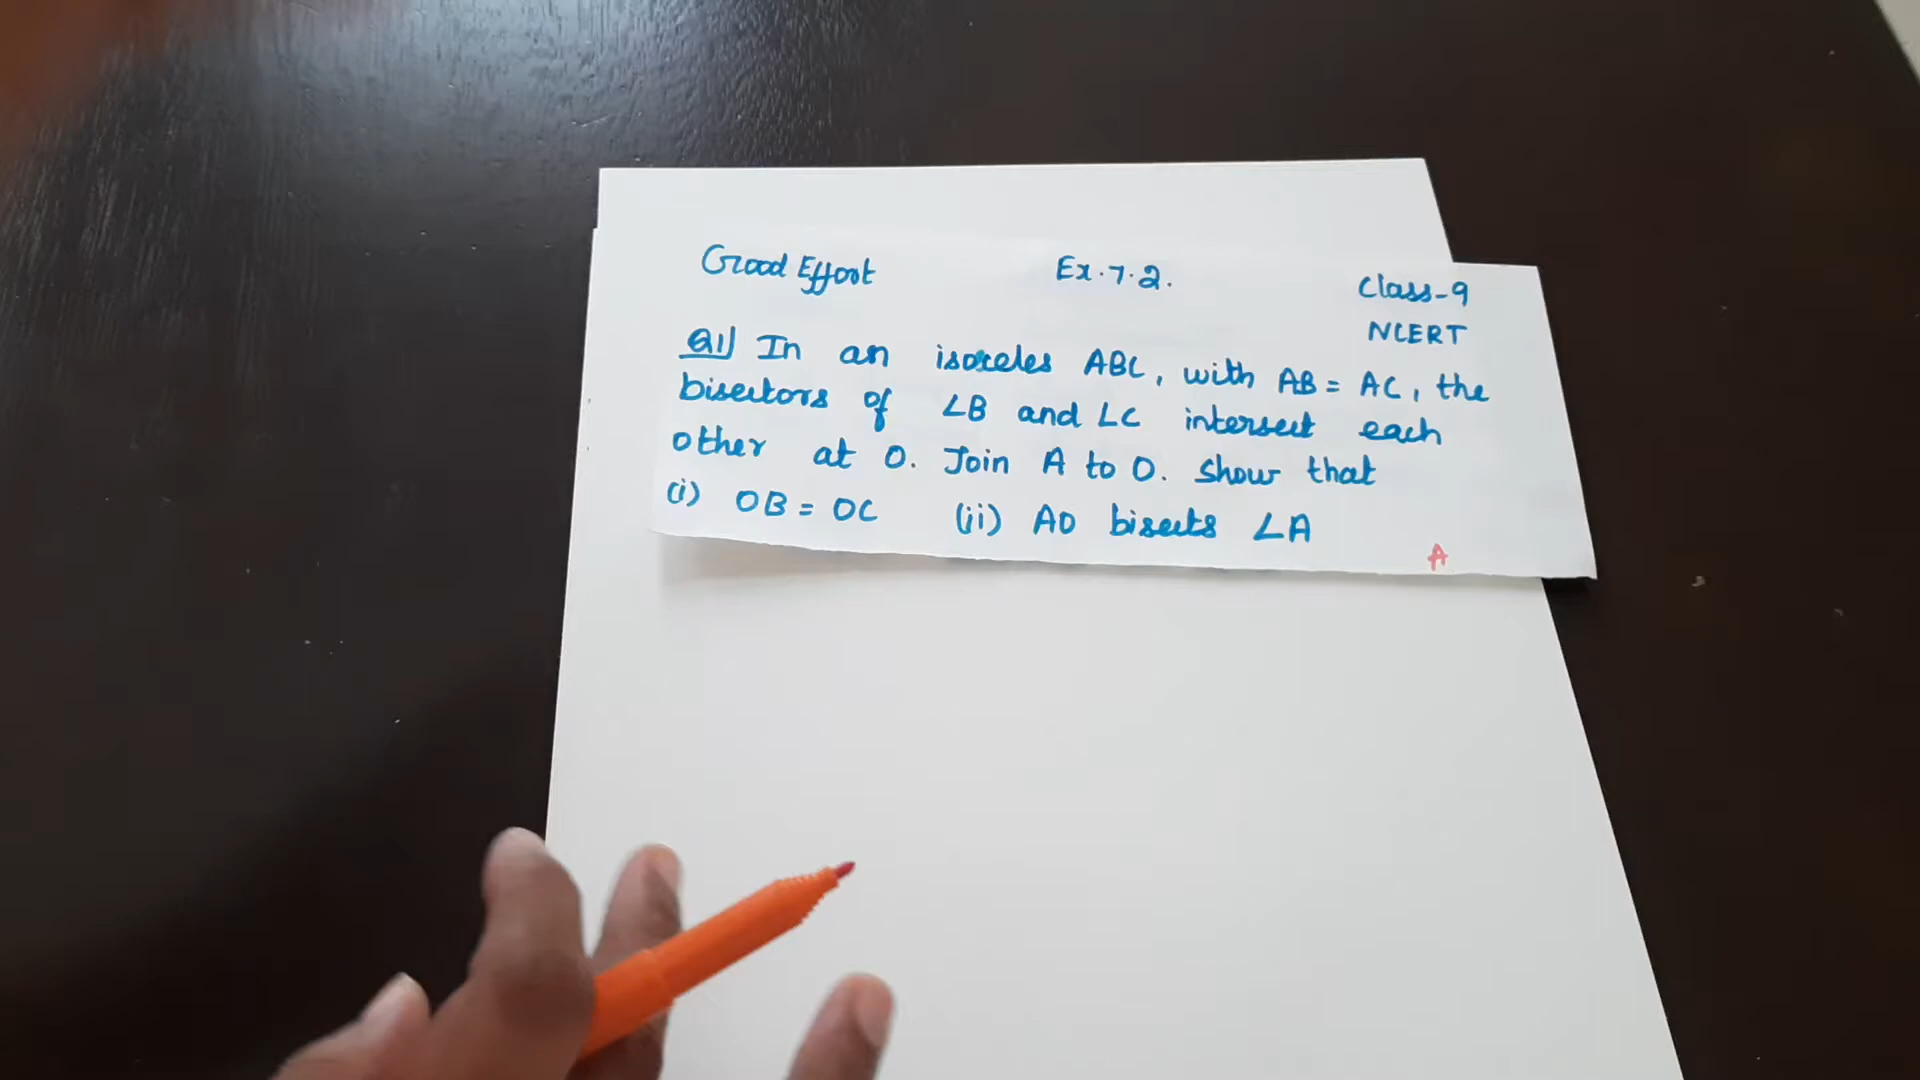 Good Effort Ex.7.2. Class-9
NCERT
Q1) In an isoceles ABC, with AB = AC, the
bisectors of ∠B and ∠C intersect each
other at O. Join A to O. Show that
(i) OB = OC (ii) AO bisects ∠A
A